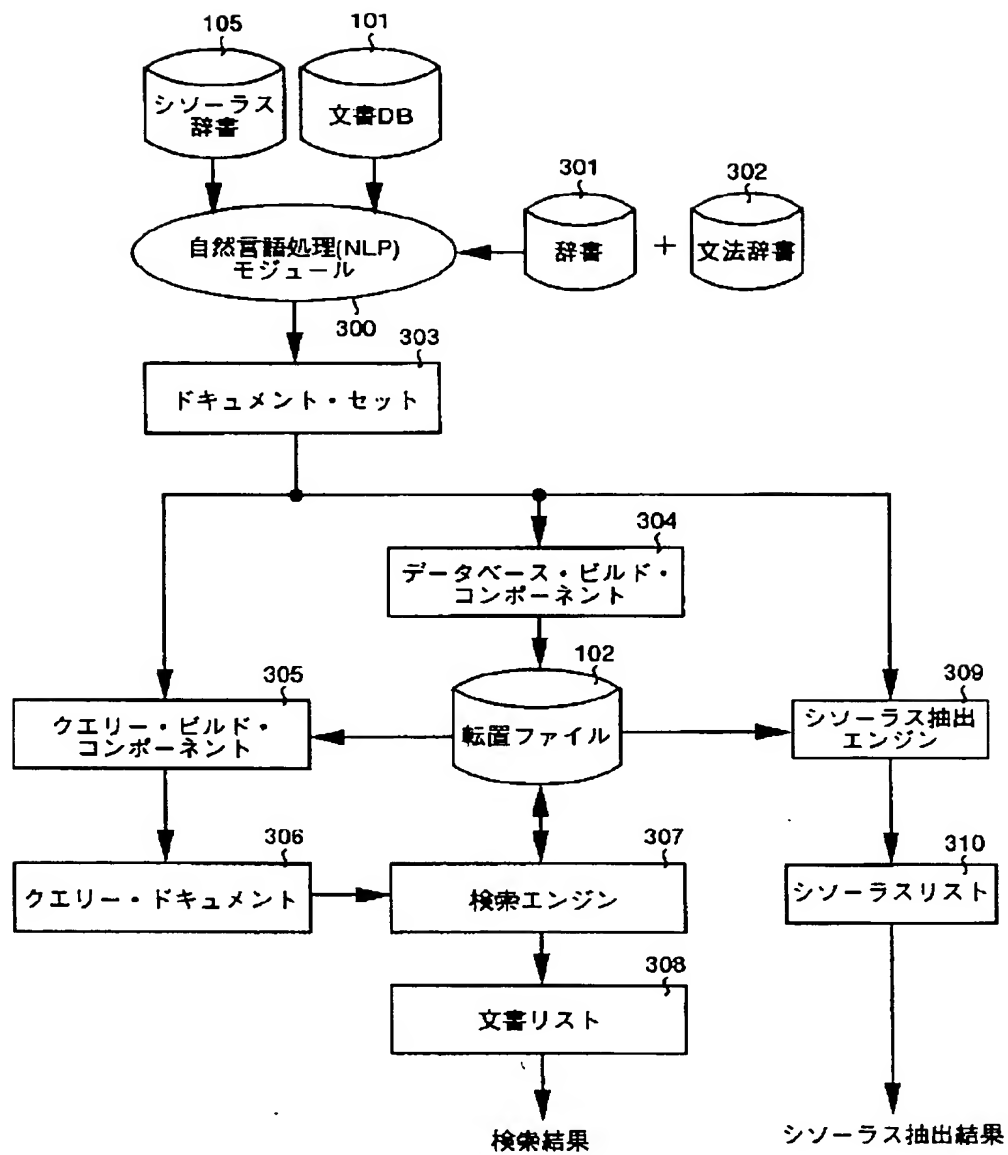 105
101
シソーラス
辞書
文書DB
301
302
辞書
+
文法辞書
自然言語処理(NLP)
モジュール
300
303
ドキュメント・セット
304
データベース・ビルド・
コンポーネント
102
転置ファイル
305
クエリー・ビルド・
コンポーネント
309
シソーラス抽出
エンジン
306
クエリー・ドキュメント
307
検索エンジン
310
シソーラスリスト
308
文書リスト
検索結果
シソーラス抽出結果